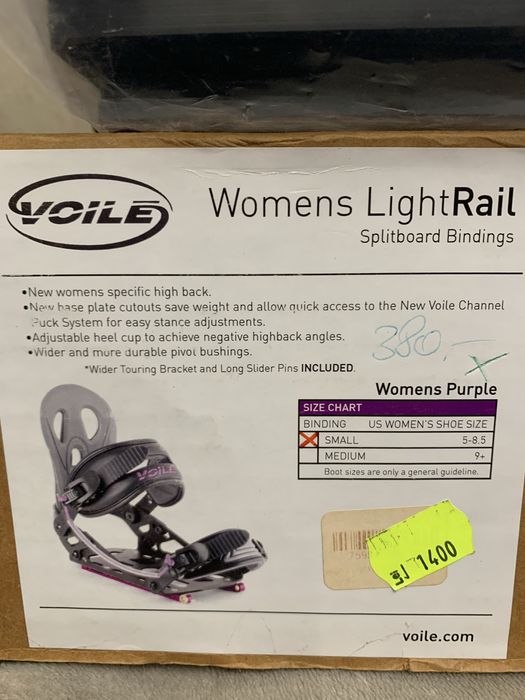 VOILE
Womens LightRail
Splitboard Bindings
•New womens specific high back.
•New base plate cutouts save weight and allow quick access to the New Voile Channel
Puck System for easy stance adjustments.
•Adjustable heel cup to achieve negative highback angles.
•Wider and more durable pivot bushings.
*Wider Touring Bracket and Long Slider Pins INCLUDED.
380,-
x
Womens Purple
SIZE CHART
BINDING US WOMEN'S SHOE SIZE
SMALL 5-8.5
MEDIUM 9+
Boot sizes are only a general guideline.
VOILE
1400
voile.com